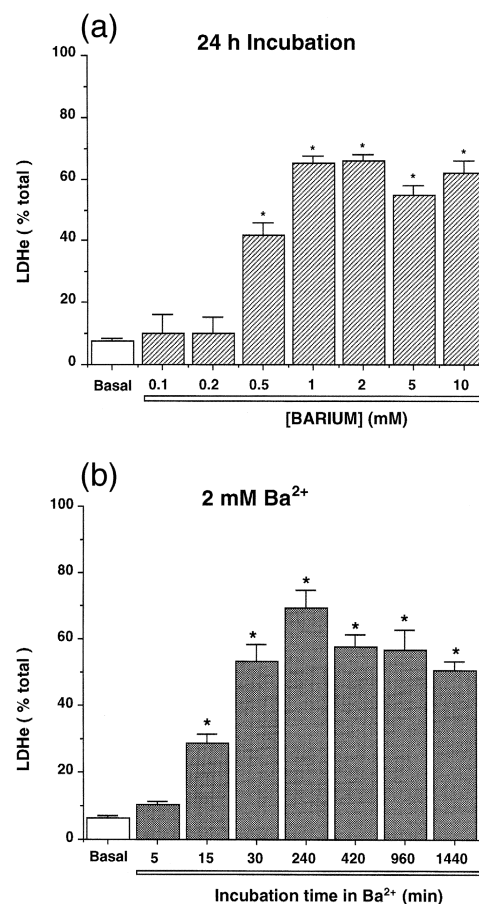 (a)
24 h Incubation
100
80
60
40
20
0
LDHe ( % total )
* * * * *
Basal 0.1 0.2 0.5 1 2 5 10
[BARIUM] (mM)
(b)
2 mM Ba²⁺
100
80
60
40
20
0
LDHe ( % total )
* * * * * *
Basal 5 15 30 240 420 960 1440
Incubation time in Ba²⁺ (min)